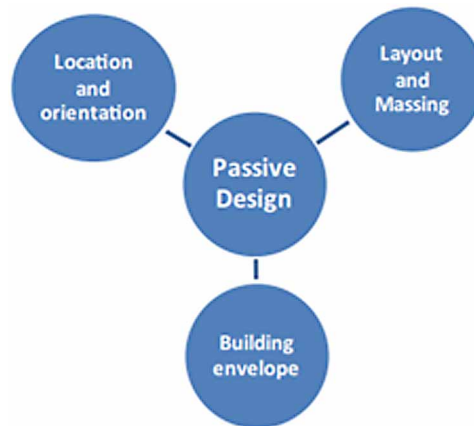 Location
and
orientation
Layout
and
Massing
Passive
Design
Building
envelope